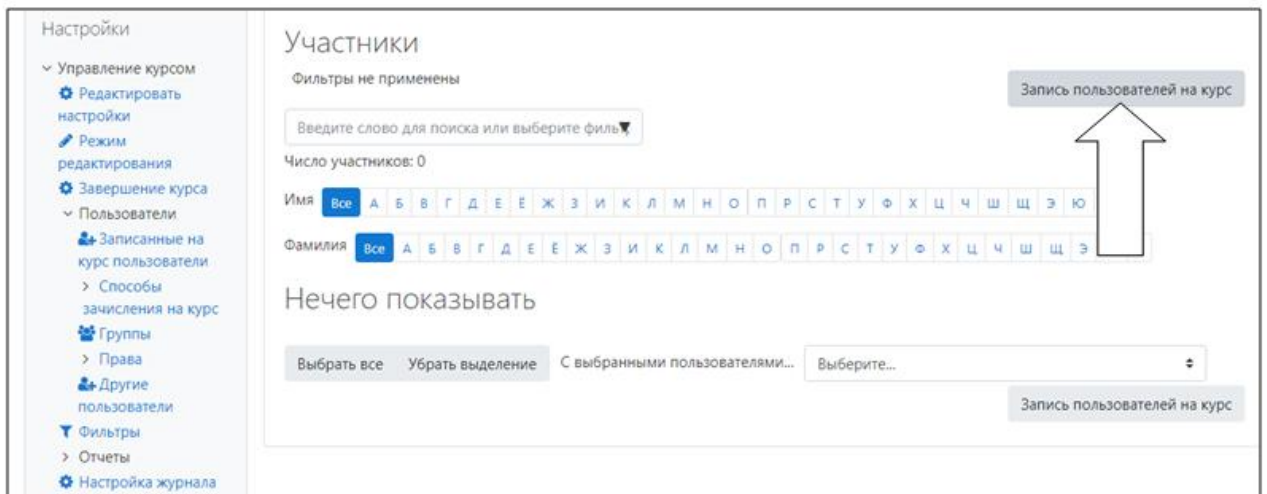 Настройки
Управление курсом
Редактировать
настройки
Режим
редактирования
Завершение курса
Пользователи
Записанные на
курс пользователи
Способы
зачисления на курс
Группы
Права
Другие
пользователи
Фильтры
Отчеты
Настройка журнала
Участники
Фильтры не применены
Запись пользователей на курс
Введите слово для поиска или выберите филь
Число участников: 0
Имя Все А Б В Г Д Е Ё Ж З И К Л М Н О П Р С Т У Ф Х Ц Ч Ш Щ Э Ю
Фамилия Все А Б В Г Д Е Ё Ж З И К Л М Н О П Р С Т У Ф Х Ц Ч Ш Щ Э
Нечего показывать
Выбрать все Убрать выделение С выбранными пользователями... Выберите...
Запись пользователей на курс